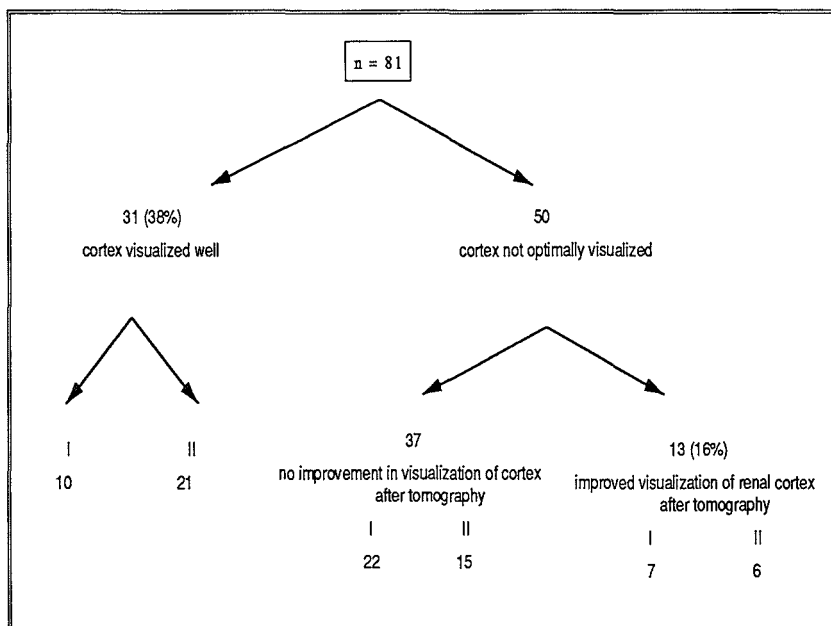 n = 81
31 (38%)
cortex visualized well
50
cortex not optimally visualized
I II
10 21
37
no improvement in visualization of cortex
after tomography
I II
22 15
13 (16%)
improved visualization of renal cortex
after tomography
I II
7 6